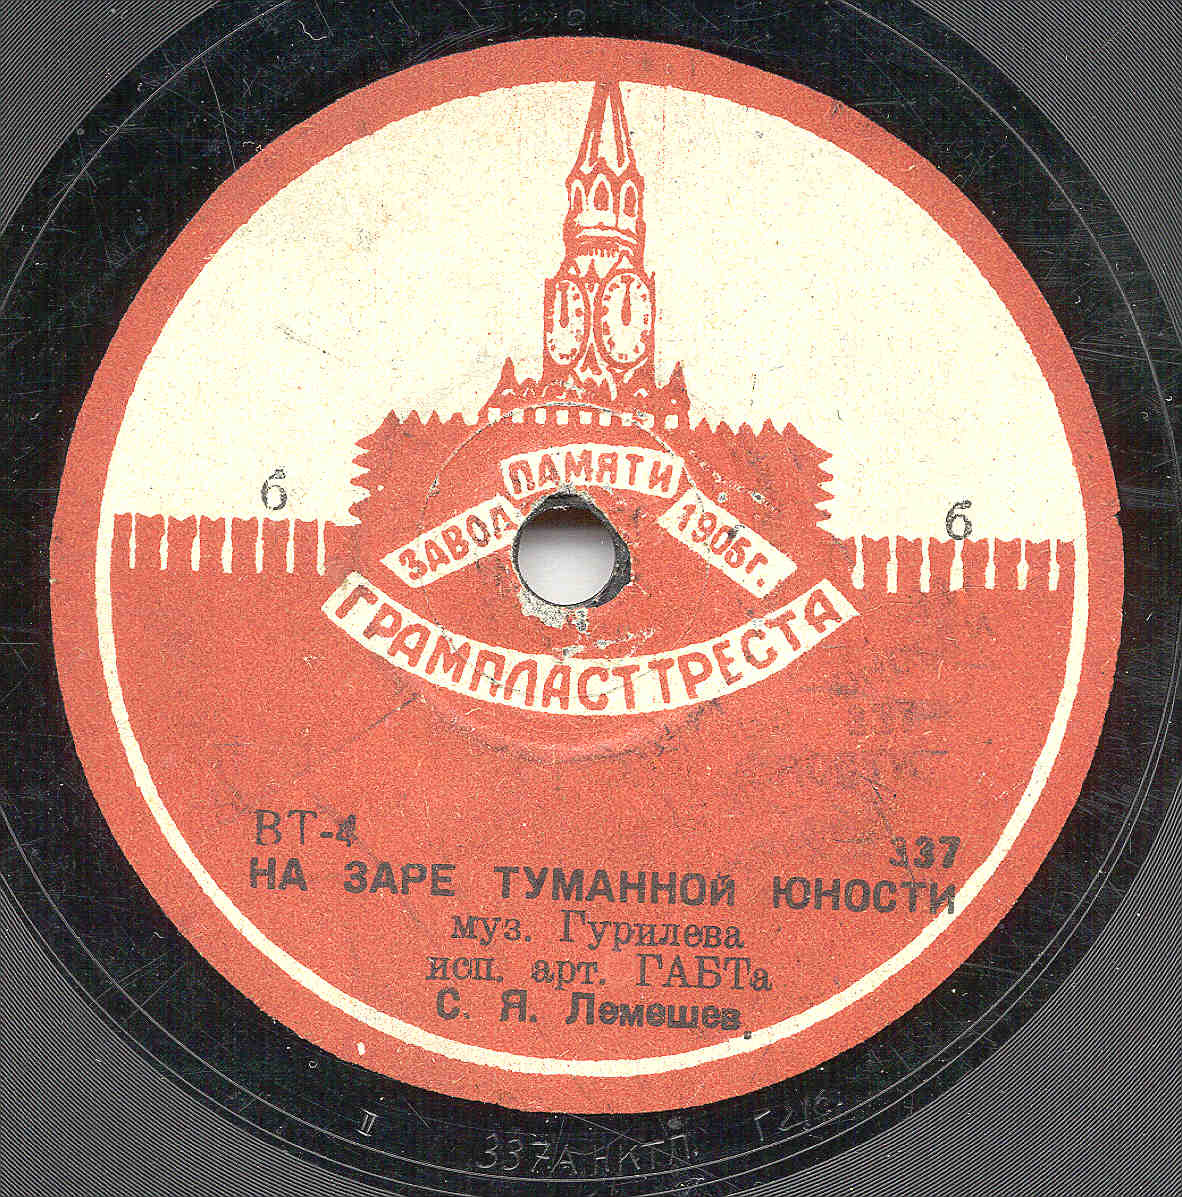 ЗАВОД ПАМЯТИ 1905г.
ГРАМПЛАСТТРЕСТА
6 6
ВТ-4 337
НА ЗАРЕ ТУМАННОЙ ЮНОСТИ
муз. Гурилева
исп. арт. ГАБТа
С. Я. Лемешев.
II 337А НКТП.